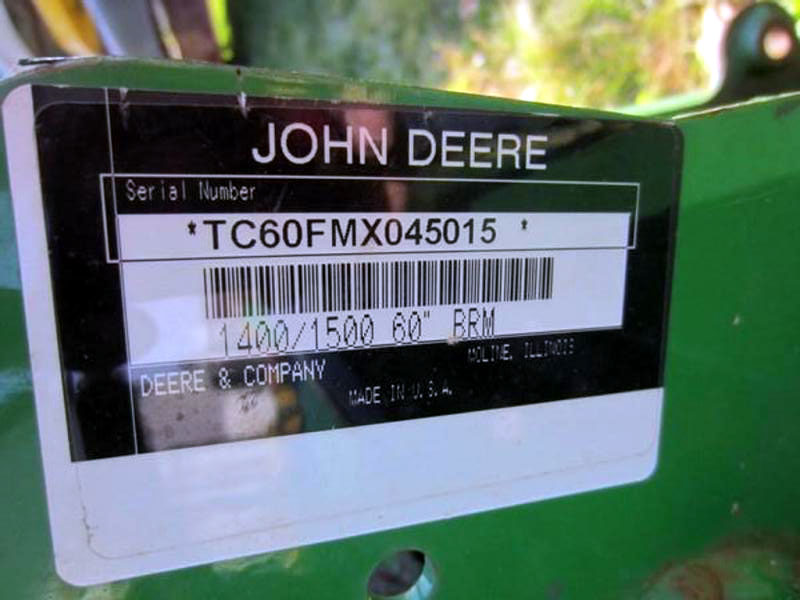 JOHN DEERE
Serial Number
*TC60FMX045015 *
1400/1500 60" BRM
MOLINE, ILLINOIS
DEERE & COMPANY
MADE IN U.S.A.